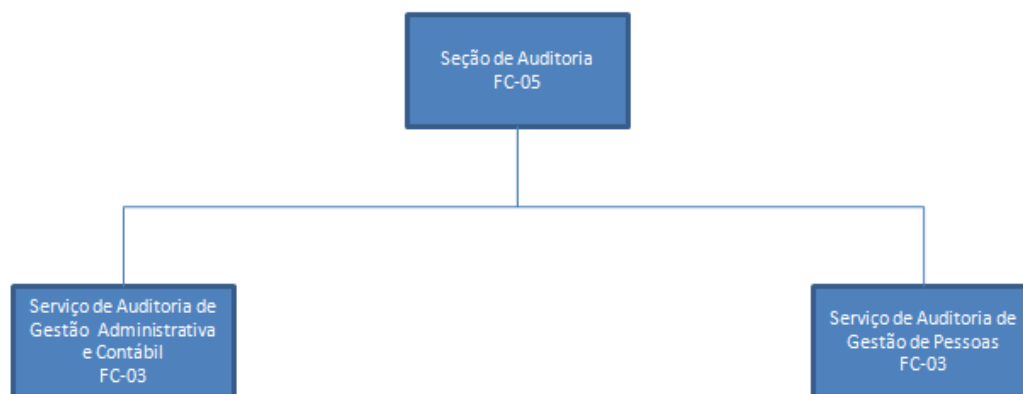 Seção de Auditoria
FC-05
Serviço de Auditoria de
Gestão Administrativa
e Contábil
FC-03
Serviço de Auditoria de
Gestão de Pessoas
FC-03